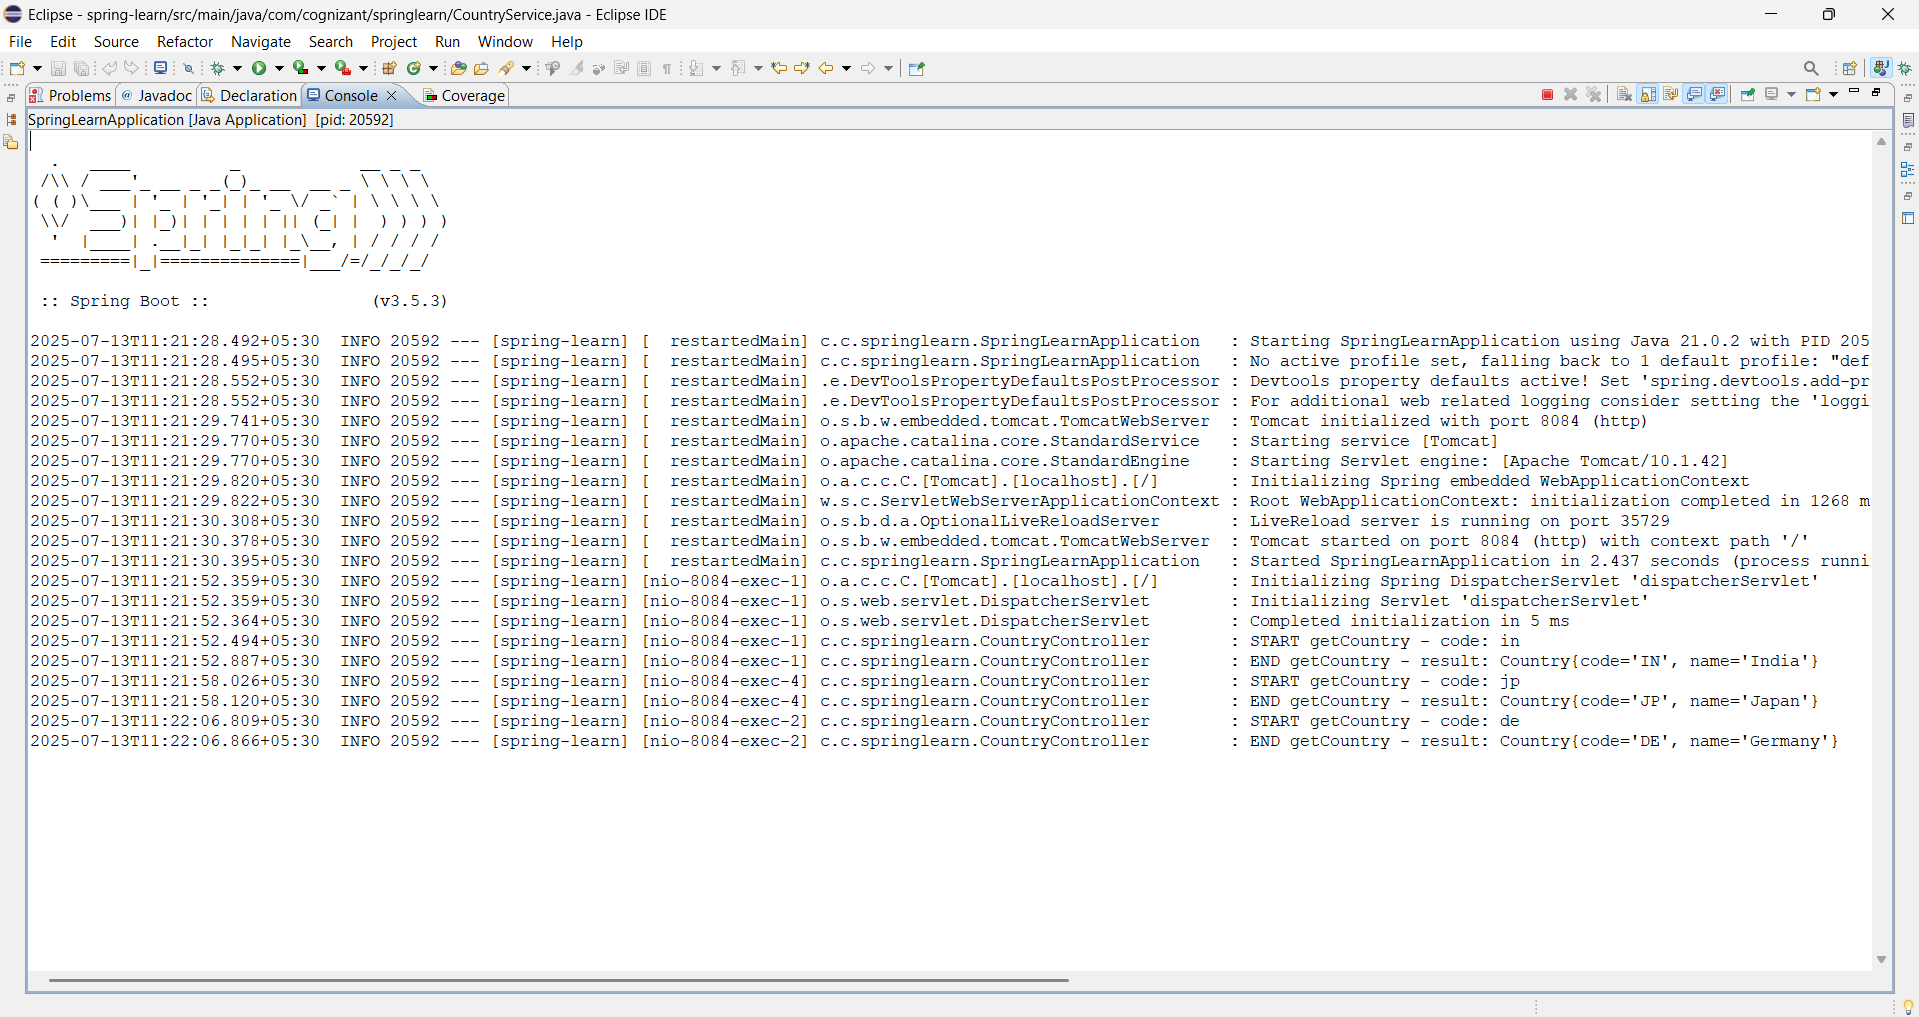 Eclipse - spring-learn/src/main/java/com/cognizant/springlearn/CountryService.java - Eclipse IDE
File Edit Source Refactor Navigate Search Project Run Window Help
Problems @ Javadoc Declaration Console Coverage
SpringLearnApplication [Java Application] [pid: 20592]
  .   ____          _            __ _ _
 /\\ / ___'_ __ _ _(_)_ __  __ _ \ \ \ \
( ( )\___ | '_ | '_| | '_ \/ _` | \ \ \ \
 \\/  ___)| |_)| | | | | || (_| |  ) ) ) )
  '  |____| .__|_| |_|_| |_\__, | / / / /
 =========|_|==============|___/=/_/_/_/
:: Spring Boot ::                (v3.5.3)
2025-07-13T11:21:28.492+05:30  INFO 20592 --- [spring-learn] [  restartedMain] c.c.springlearn.SpringLearnApplication   : Starting SpringLearnApplication using Java 21.0.2 with PID 205
2025-07-13T11:21:28.495+05:30  INFO 20592 --- [spring-learn] [  restartedMain] c.c.springlearn.SpringLearnApplication   : No active profile set, falling back to 1 default profile: "def
2025-07-13T11:21:28.552+05:30  INFO 20592 --- [spring-learn] [  restartedMain] .e.DevToolsPropertyDefaultsPostProcessor : Devtools property defaults active! Set 'spring.devtools.add-pr
2025-07-13T11:21:28.552+05:30  INFO 20592 --- [spring-learn] [  restartedMain] .e.DevToolsPropertyDefaultsPostProcessor : For additional web related logging consider setting the 'loggi
2025-07-13T11:21:29.741+05:30  INFO 20592 --- [spring-learn] [  restartedMain] o.s.b.w.embedded.tomcat.TomcatWebServer  : Tomcat initialized with port 8084 (http)
2025-07-13T11:21:29.770+05:30  INFO 20592 --- [spring-learn] [  restartedMain] o.apache.catalina.core.StandardService   : Starting service [Tomcat]
2025-07-13T11:21:29.770+05:30  INFO 20592 --- [spring-learn] [  restartedMain] o.apache.catalina.core.StandardEngine    : Starting Servlet engine: [Apache Tomcat/10.1.42]
2025-07-13T11:21:29.820+05:30  INFO 20592 --- [spring-learn] [  restartedMain] o.a.c.c.C.[Tomcat].[localhost].[/]       : Initializing Spring embedded WebApplicationContext
2025-07-13T11:21:29.822+05:30  INFO 20592 --- [spring-learn] [  restartedMain] w.s.c.ServletWebServerApplicationContext : Root WebApplicationContext: initialization completed in 1268 m
2025-07-13T11:21:30.308+05:30  INFO 20592 --- [spring-learn] [  restartedMain] o.s.b.d.a.OptionalLiveReloadServer       : LiveReload server is running on port 35729
2025-07-13T11:21:30.378+05:30  INFO 20592 --- [spring-learn] [  restartedMain] o.s.b.w.embedded.tomcat.TomcatWebServer  : Tomcat started on port 8084 (http) with context path '/'
2025-07-13T11:21:30.395+05:30  INFO 20592 --- [spring-learn] [  restartedMain] c.c.springlearn.SpringLearnApplication   : Started SpringLearnApplication in 2.437 seconds (process runni
2025-07-13T11:21:52.359+05:30  INFO 20592 --- [spring-learn] [nio-8084-exec-1] o.a.c.c.C.[Tomcat].[localhost].[/]       : Initializing Spring DispatcherServlet 'dispatcherServlet'
2025-07-13T11:21:52.359+05:30  INFO 20592 --- [spring-learn] [nio-8084-exec-1] o.s.web.servlet.DispatcherServlet        : Initializing Servlet 'dispatcherServlet'
2025-07-13T11:21:52.364+05:30  INFO 20592 --- [spring-learn] [nio-8084-exec-1] o.s.web.servlet.DispatcherServlet        : Completed initialization in 5 ms
2025-07-13T11:21:52.494+05:30  INFO 20592 --- [spring-learn] [nio-8084-exec-1] c.c.springlearn.CountryController        : START getCountry - code: in
2025-07-13T11:21:52.887+05:30  INFO 20592 --- [spring-learn] [nio-8084-exec-1] c.c.springlearn.CountryController        : END getCountry - result: Country{code='IN', name='India'}
2025-07-13T11:21:58.026+05:30  INFO 20592 --- [spring-learn] [nio-8084-exec-4] c.c.springlearn.CountryController        : START getCountry - code: jp
2025-07-13T11:21:58.120+05:30  INFO 20592 --- [spring-learn] [nio-8084-exec-4] c.c.springlearn.CountryController        : END getCountry - result: Country{code='JP', name='Japan'}
2025-07-13T11:22:06.809+05:30  INFO 20592 --- [spring-learn] [nio-8084-exec-2] c.c.springlearn.CountryController        : START getCountry - code: de
2025-07-13T11:22:06.866+05:30  INFO 20592 --- [spring-learn] [nio-8084-exec-2] c.c.springlearn.CountryController        : END getCountry - result: Country{code='DE', name='Germany'}